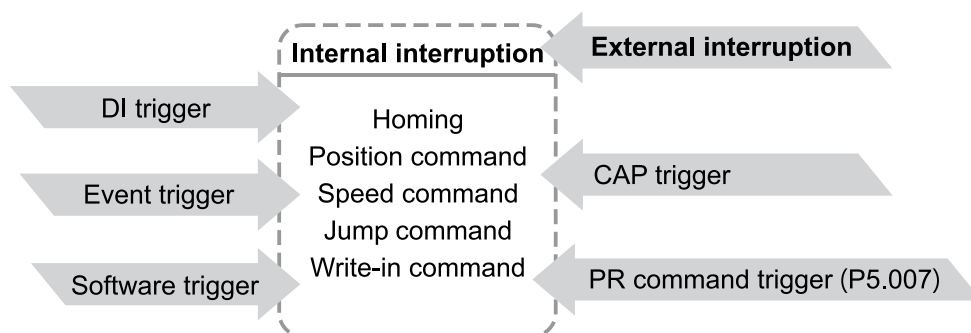 Internal interruption
External interruption
DI trigger
Homing
Position command
CAP trigger
Event trigger
Speed command
Jump command
Write-in command
Software trigger
PR command trigger (P5.007)